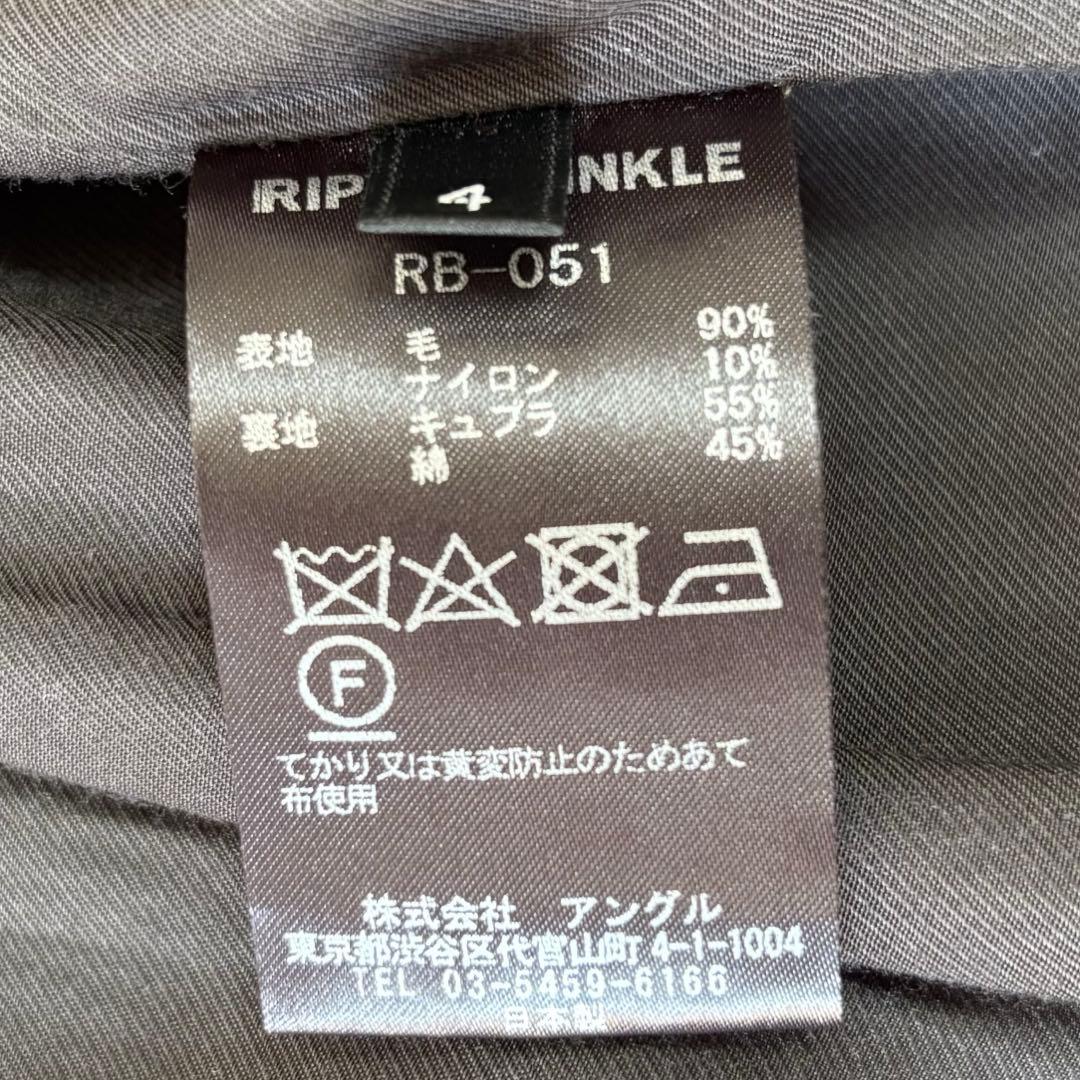 RIP NKLE
4
RB-051
表地 毛 90%
ナイロン 10%
裏地 キュプラ 55%
綿 45%
F
てかり又は黄変防止のためあて
布使用
株式会社 アングル
東京都渋谷区代官山町4-1-1004
TEL 03-5459-6166
日本製